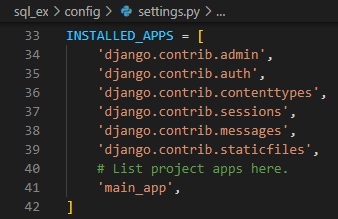 sql_ex > config > settings.py > ...
33 INSTALLED_APPS = [
34     'django.contrib.admin',
35     'django.contrib.auth',
36     'django.contrib.contenttypes',
37     'django.contrib.sessions',
38     'django.contrib.messages',
39     'django.contrib.staticfiles',
40     # List project apps here.
41     'main_app',
42 ]